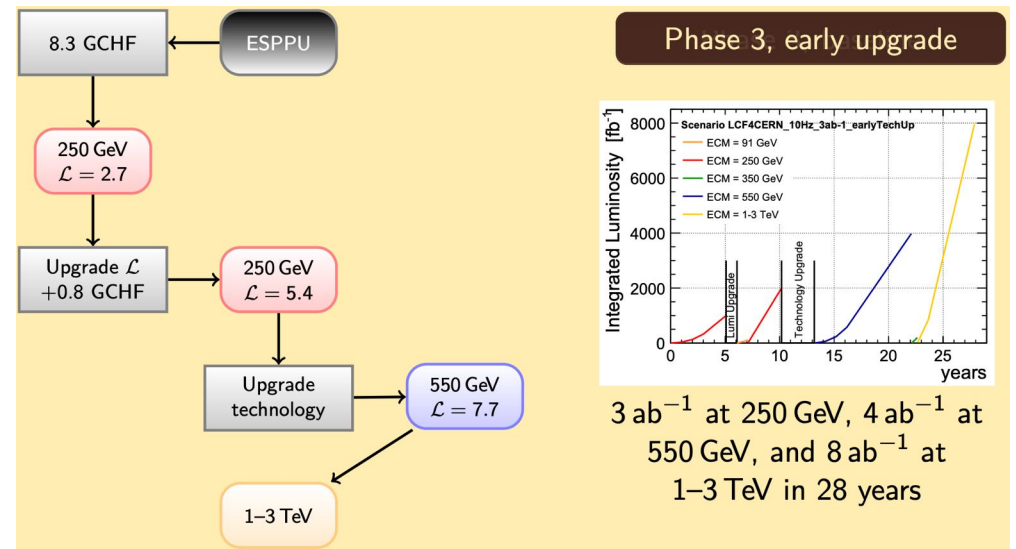 8.3 GCHF
ESPPU
Phase 3, early upgrade
250 GeV
ℒ = 2.7
Upgrade ℒ
+0.8 GCHF
250 GeV
ℒ = 5.4
Upgrade
technology
550 GeV
ℒ = 7.7
1–3 TeV
Integrated Luminosity [fb⁻¹]
Scenario LCF4CERN_10Hz_3ab-1_earlyTechUp
ECM = 91 GeV
ECM = 250 GeV
ECM = 350 GeV
ECM = 550 GeV
ECM = 1-3 TeV
8000
6000
4000
2000
0
Lumi Upgrade
Technology Upgrade
0 5 10 15 20 25
years
3 ab⁻¹ at 250 GeV, 4 ab⁻¹ at
550 GeV, and 8 ab⁻¹ at
1–3 TeV in 28 years